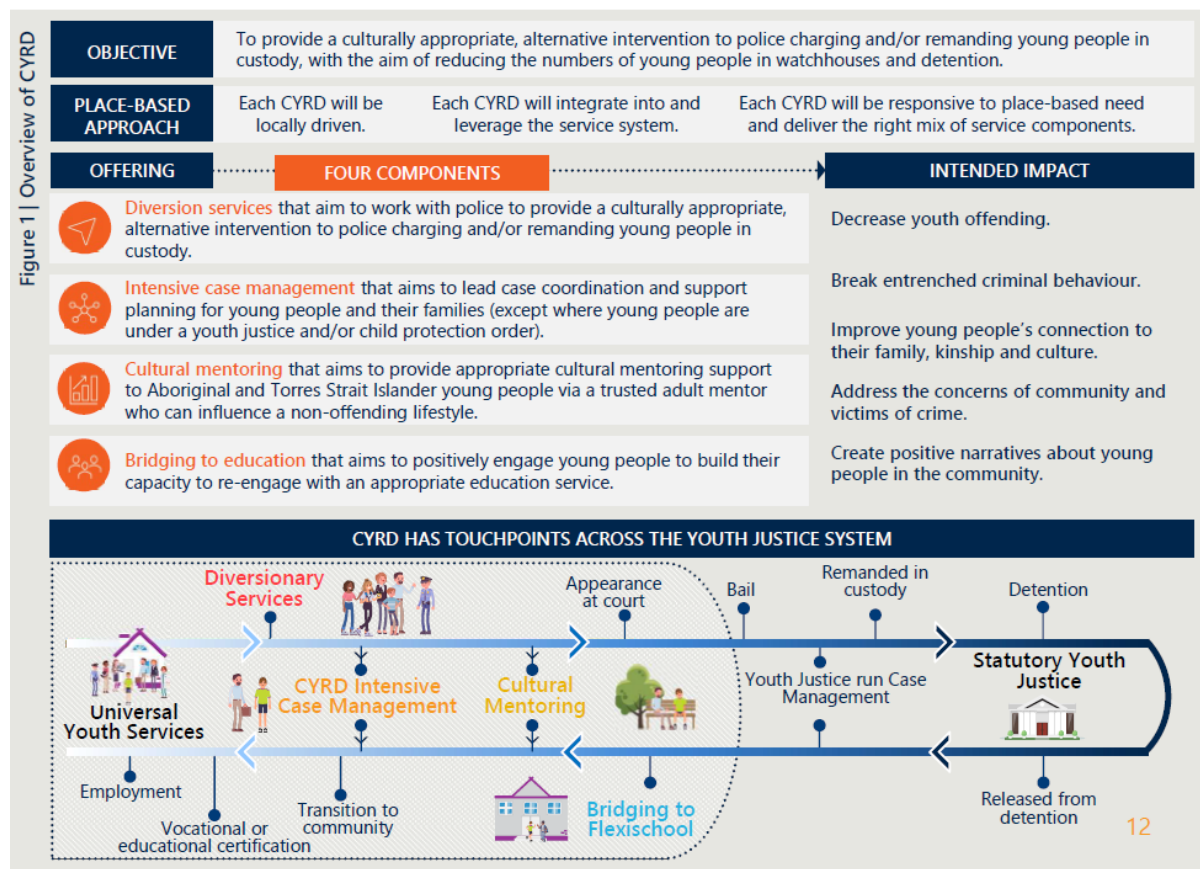 Figure 1 | Overview of CYRD
OBJECTIVE
To provide a culturally appropriate, alternative intervention to police charging and/or remanding young people in
custody, with the aim of reducing the numbers of young people in watchhouses and detention.
PLACE-BASED
APPROACH
Each CYRD will be
locally driven.
Each CYRD will integrate into and
leverage the service system.
Each CYRD will be responsive to place-based need
and deliver the right mix of service components.
OFFERING
FOUR COMPONENTS
INTENDED IMPACT
Diversion services that aim to work with police to provide a culturally appropriate,
alternative intervention to police charging and/or remanding young people in
custody.
Intensive case management that aims to lead case coordination and support
planning for young people and their families (except where young people are
under a youth justice and/or child protection order).
Cultural mentoring that aims to provide appropriate cultural mentoring support
to Aboriginal and Torres Strait Islander young people via a trusted adult mentor
who can influence a non-offending lifestyle.
Bridging to education that aims to positively engage young people to build their
capacity to re-engage with an appropriate education service.
Decrease youth offending.
Break entrenched criminal behaviour.
Improve young people's connection to
their family, kinship and culture.
Address the concerns of community and
victims of crime.
Create positive narratives about young
people in the community.
CYRD HAS TOUCHPOINTS ACROSS THE YOUTH JUSTICE SYSTEM
Diversionary
Services
Appearance
at court
Bail
Remanded in
custody
Detention
Universal
Youth Services
CYRD Intensive
Case Management
Cultural
Mentoring
Youth Justice run Case
Management
Statutory Youth
Justice
Employment
Vocational or
educational certification
Transition to
community
Bridging to
Flexischool
Released from
detention
12